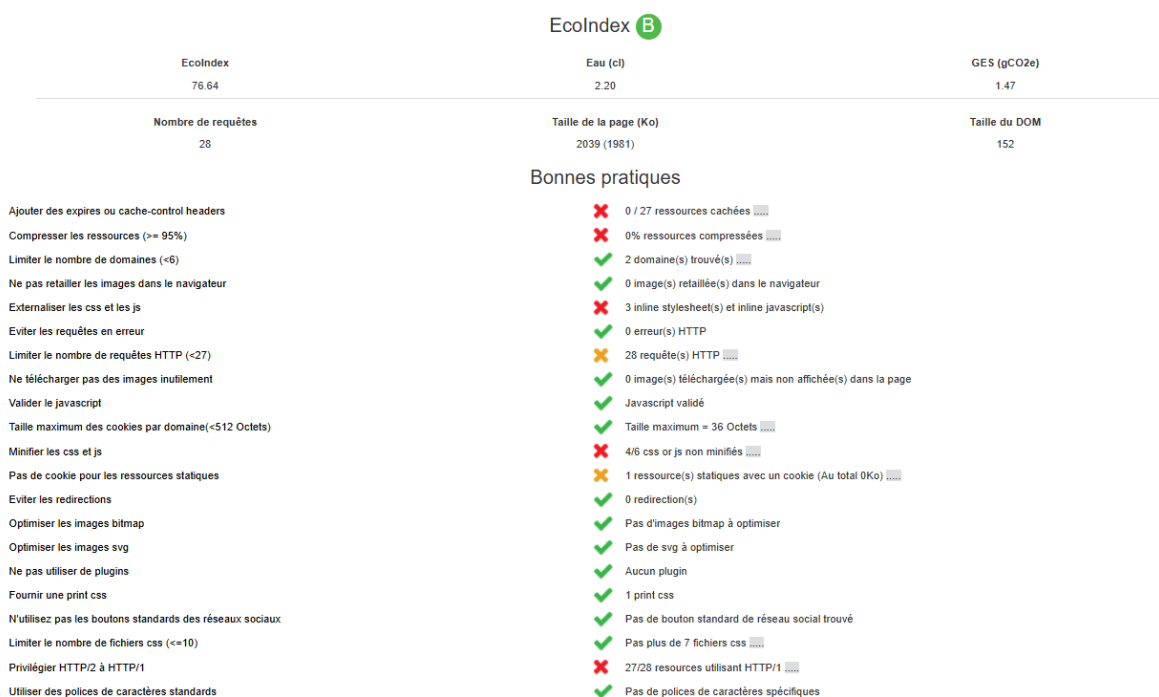 EcoIndex B
EcoIndex Eau (cl) GES (gCO2e)
76.64 2.20 1.47
Nombre de requêtes Taille de la page (Ko) Taille du DOM
28 2039 (1981) 152
Bonnes pratiques
Ajouter des expires ou cache-control headers 0 / 27 ressources cachées .....
Compresser les ressources (>= 95%) 0% ressources compressées .....
Limiter le nombre de domaines (<6) 2 domaine(s) trouvé(s) .....
Ne pas retailler les images dans le navigateur 0 image(s) retaillée(s) dans le navigateur
Externaliser les css et les js 3 inline stylesheet(s) et inline javascript(s)
Eviter les requêtes en erreur 0 erreur(s) HTTP
Limiter le nombre de requêtes HTTP (<27) 28 requête(s) HTTP .....
Ne télécharger pas des images inutilement 0 image(s) téléchargée(s) mais non affichée(s) dans la page
Valider le javascript Javascript validé
Taille maximum des cookies par domaine(<512 Octets) Taille maximum = 36 Octets .....
Minifier les css et js 4/6 css or js non minifiés .....
Pas de cookie pour les ressources statiques 1 ressource(s) statiques avec un cookie (Au total 0Ko) .....
Eviter les redirections 0 redirection(s)
Optimiser les images bitmap Pas d'images bitmap à optimiser
Optimiser les images svg Pas de svg à optimiser
Ne pas utiliser de plugins Aucun plugin
Fournir une print css 1 print css
N'utilisez pas les boutons standards des réseaux sociaux Pas de bouton standard de réseau social trouvé
Limiter le nombre de fichiers css (<=10) Pas plus de 7 fichiers css .....
Privilégier HTTP/2 à HTTP/1 27/28 resources utilisant HTTP/1 .....
Utiliser des polices de caractères standards Pas de polices de caractères spécifiques